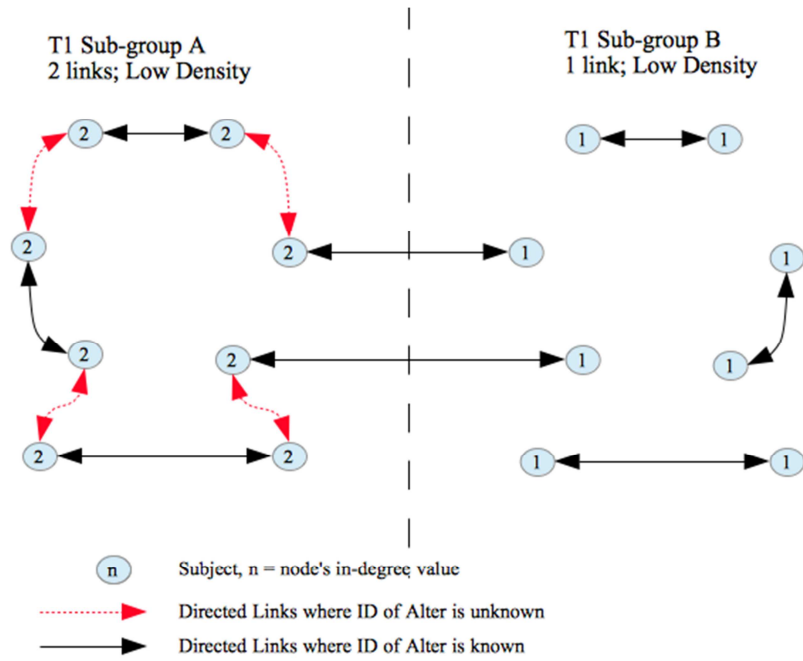 T1 Sub-group A
2 links; Low Density
T1 Sub-group B
1 link; Low Density
2
2
1
1
2
2
1
1
2
2
1
1
2
2
1
1
n
Subject, n = node's in-degree value
Directed Links where ID of Alter is unknown
Directed Links where ID of Alter is known